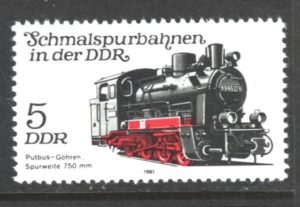 Schmalspurbahnen
in der DDR
5
DDR
Putbus-Göhren
Spurweite 750 mm
1981